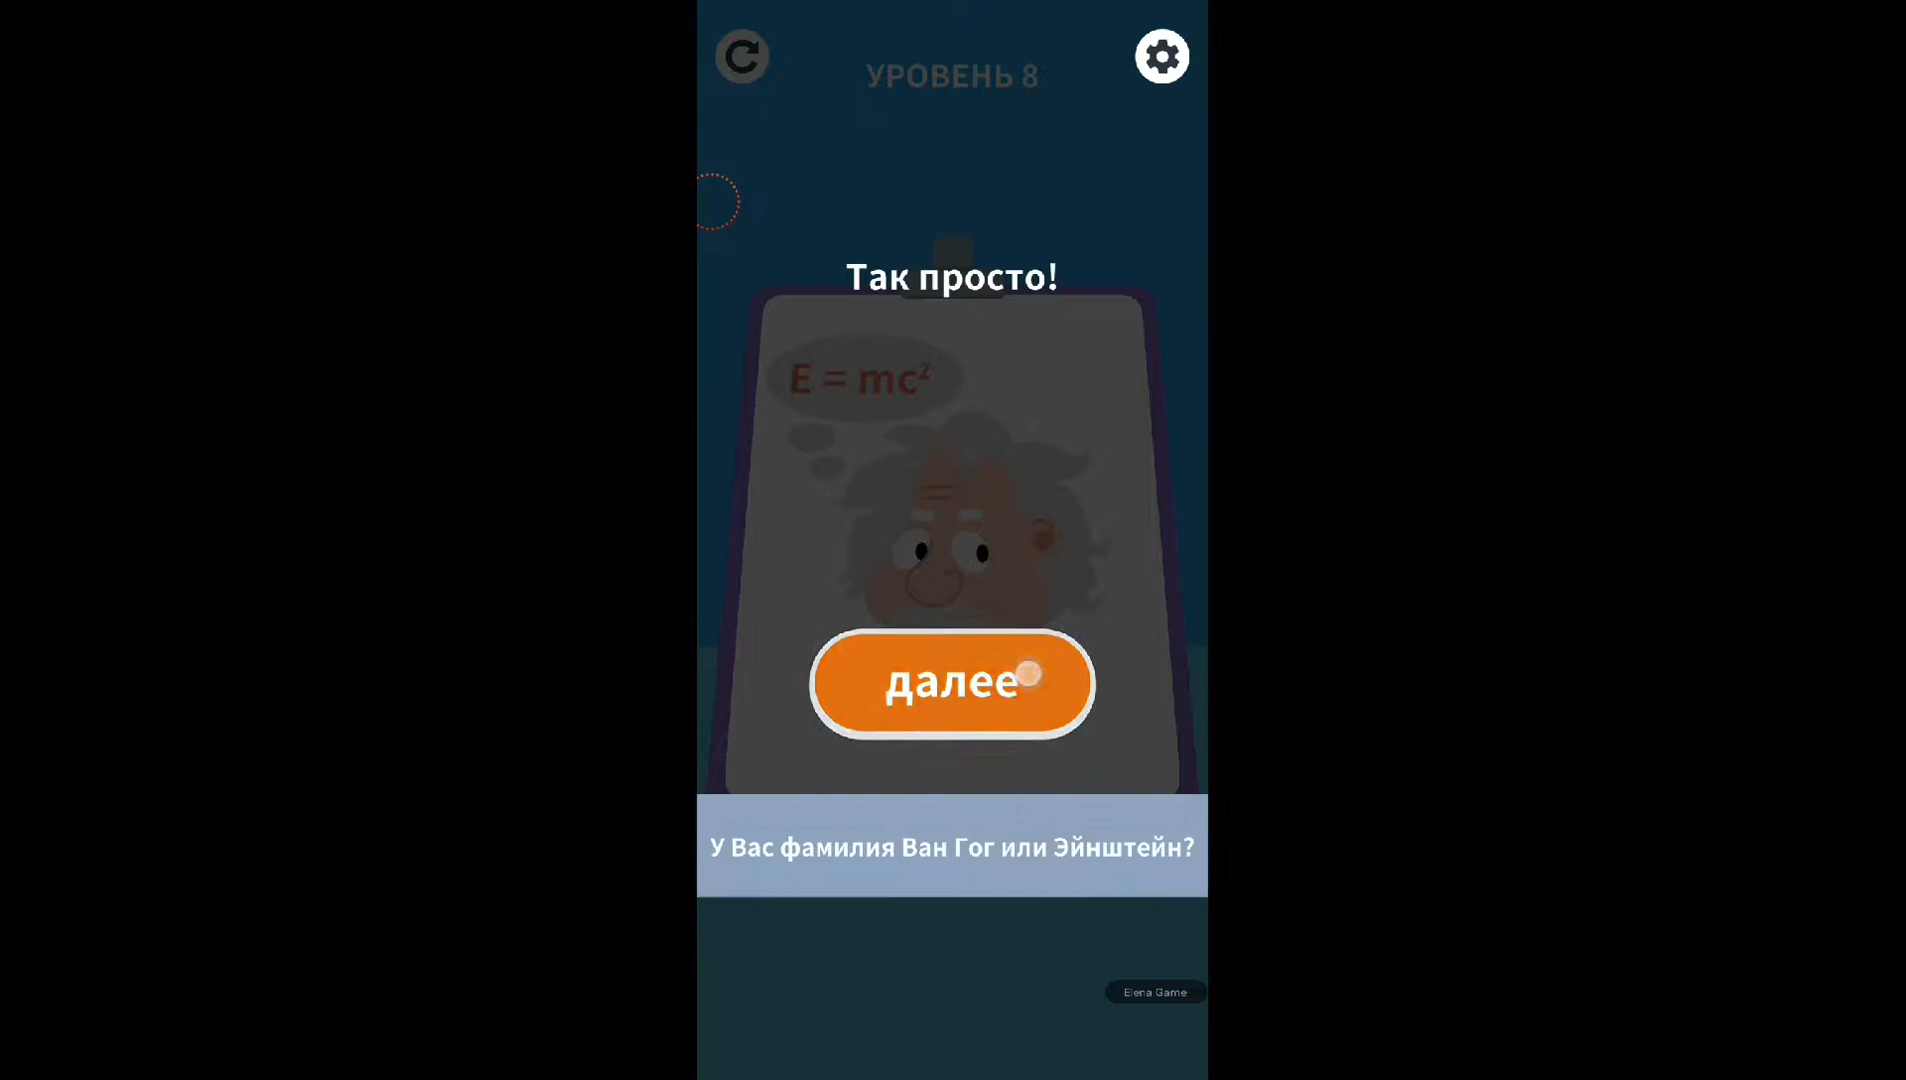 УРОВЕНЬ 8
Так просто!
E = mc²
далее
У Вас фамилия Ван Гог или Эйнштейн?
Elena Game